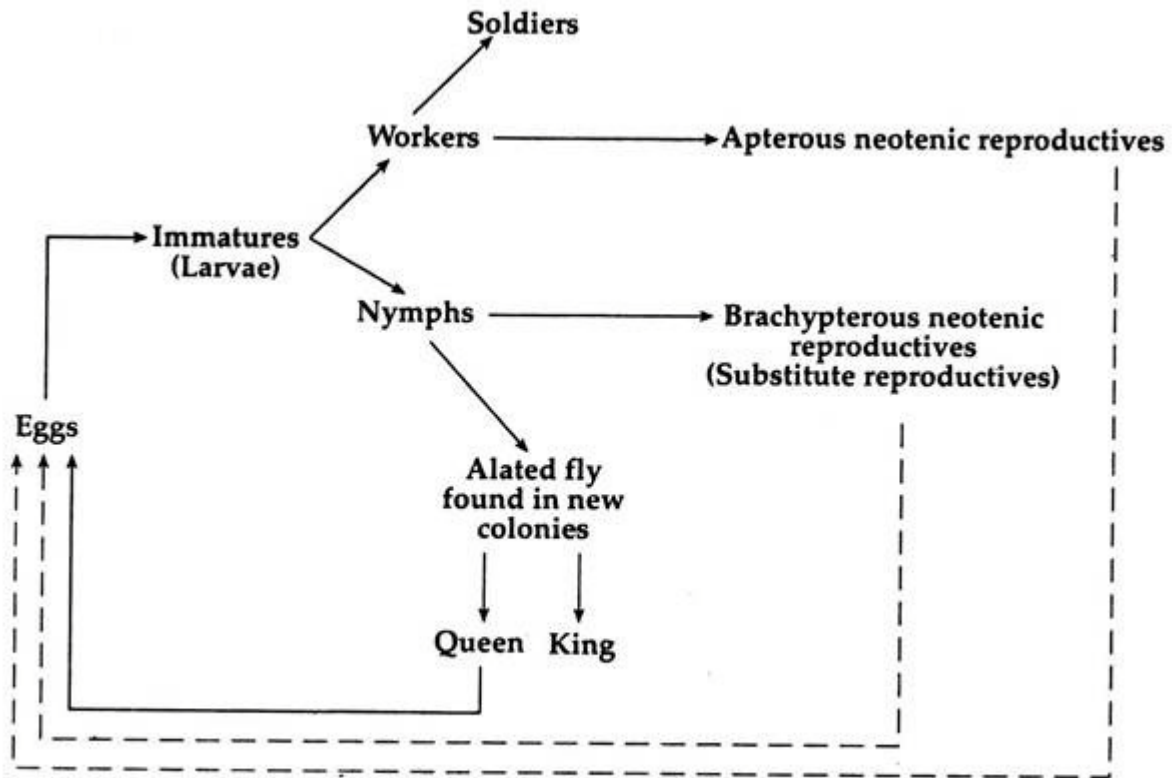 Soldiers
Workers
Apterous neotenic reproductives
Immatures
(Larvae)
Nymphs
Brachypterous neotenic
reproductives
(Substitute reproductives)
Eggs
Alated fly
found in new
colonies
Queen
King